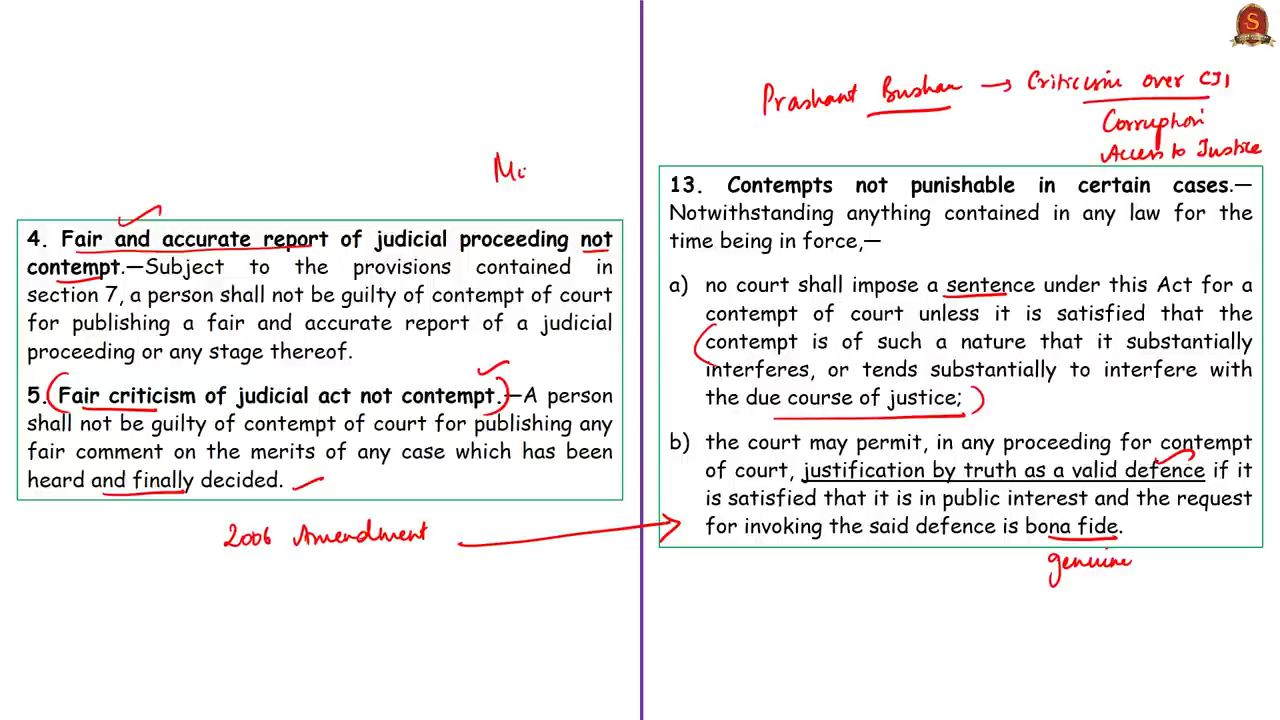 Prashant Bushan → Criticism over CJI
Corruption
Access to Justice
4. Fair and accurate report of judicial proceeding not
contempt.—Subject to the provisions contained in
section 7, a person shall not be guilty of contempt of court
for publishing a fair and accurate report of a judicial
proceeding or any stage thereof.
5. Fair criticism of judicial act not contempt.—A person
shall not be guilty of contempt of court for publishing any
fair comment on the merits of any case which has been
heard and finally decided.
2006 Amendment
13. Contempts not punishable in certain cases.—
Notwithstanding anything contained in any law for the
time being in force,—
a) no court shall impose a sentence under this Act for a
contempt of court unless it is satisfied that the
contempt is of such a nature that it substantially
interferes, or tends substantially to interfere with
the due course of justice;
b) the court may permit, in any proceeding for contempt
of court, justification by truth as a valid defence if it
is satisfied that it is in public interest and the request
for invoking the said defence is bona fide.
genuine